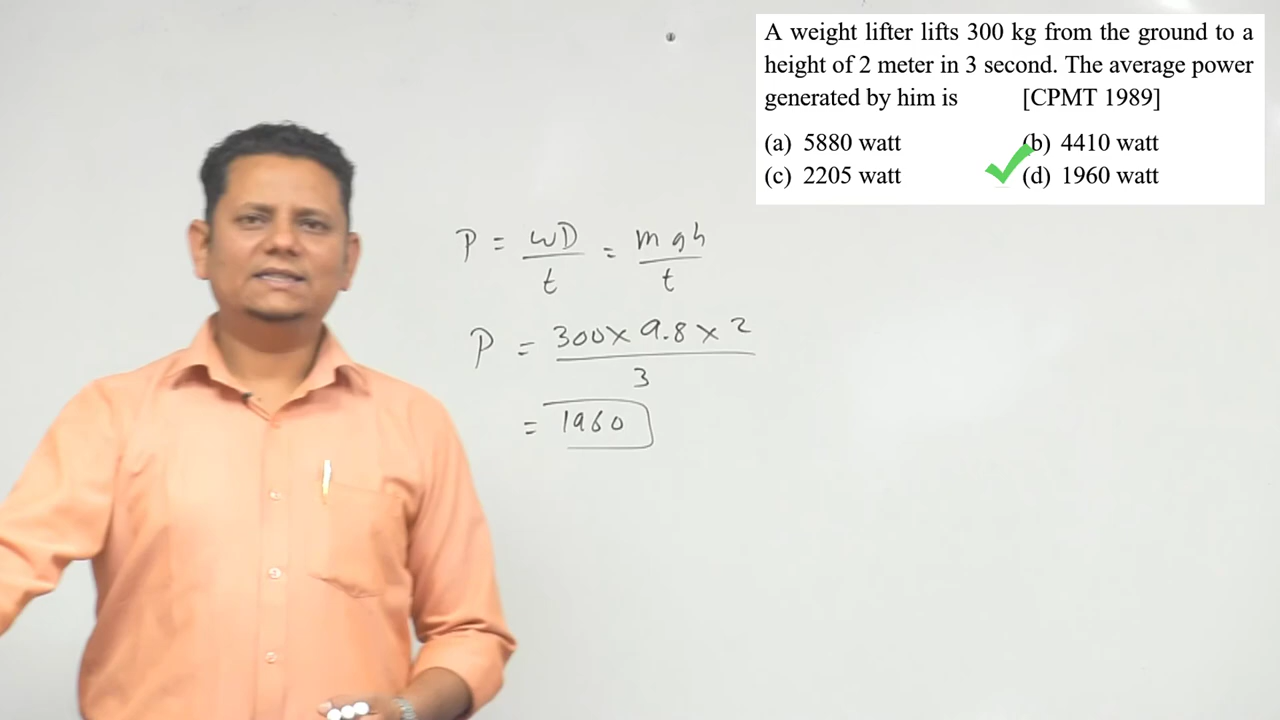 A weight lifter lifts 300 kg from the ground to a
height of 2 meter in 3 second. The average power
generated by him is [CPMT 1989]
(a) 5880 watt (b) 4410 watt
(c) 2205 watt (d) 1960 watt
P = WD/t = mgh/t
P = 300 × 9.8 × 2/3
= 1960